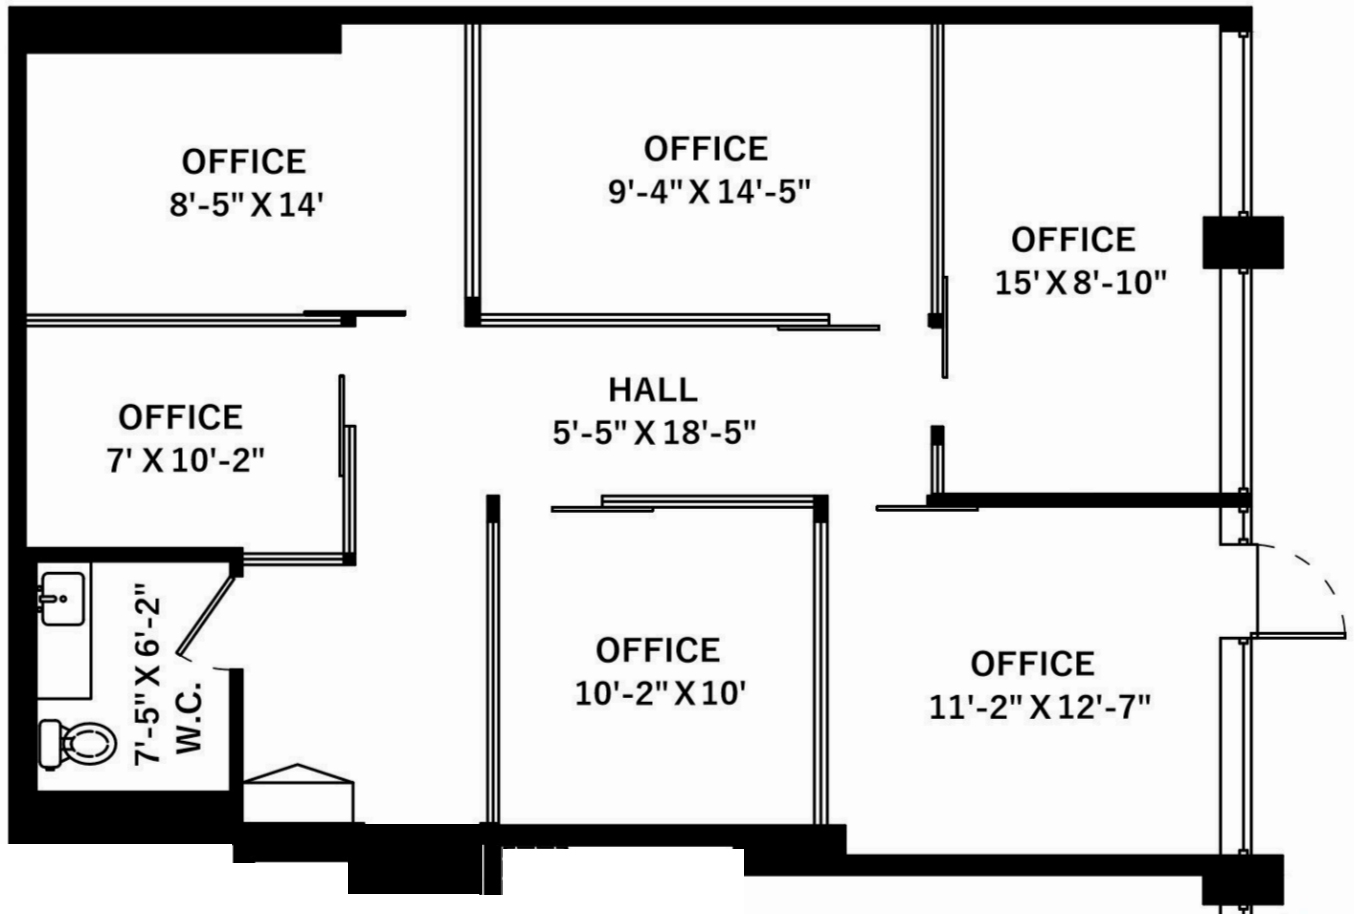 OFFICE
8'-5" X 14'
OFFICE
9'-4" X 14'-5"
OFFICE
15' X 8'-10"
OFFICE
7' X 10'-2"
HALL
5'-5" X 18'-5"
7'-5" X 6'-2"
W.C.
OFFICE
10'-2" X 10'
OFFICE
11'-2" X 12'-7"